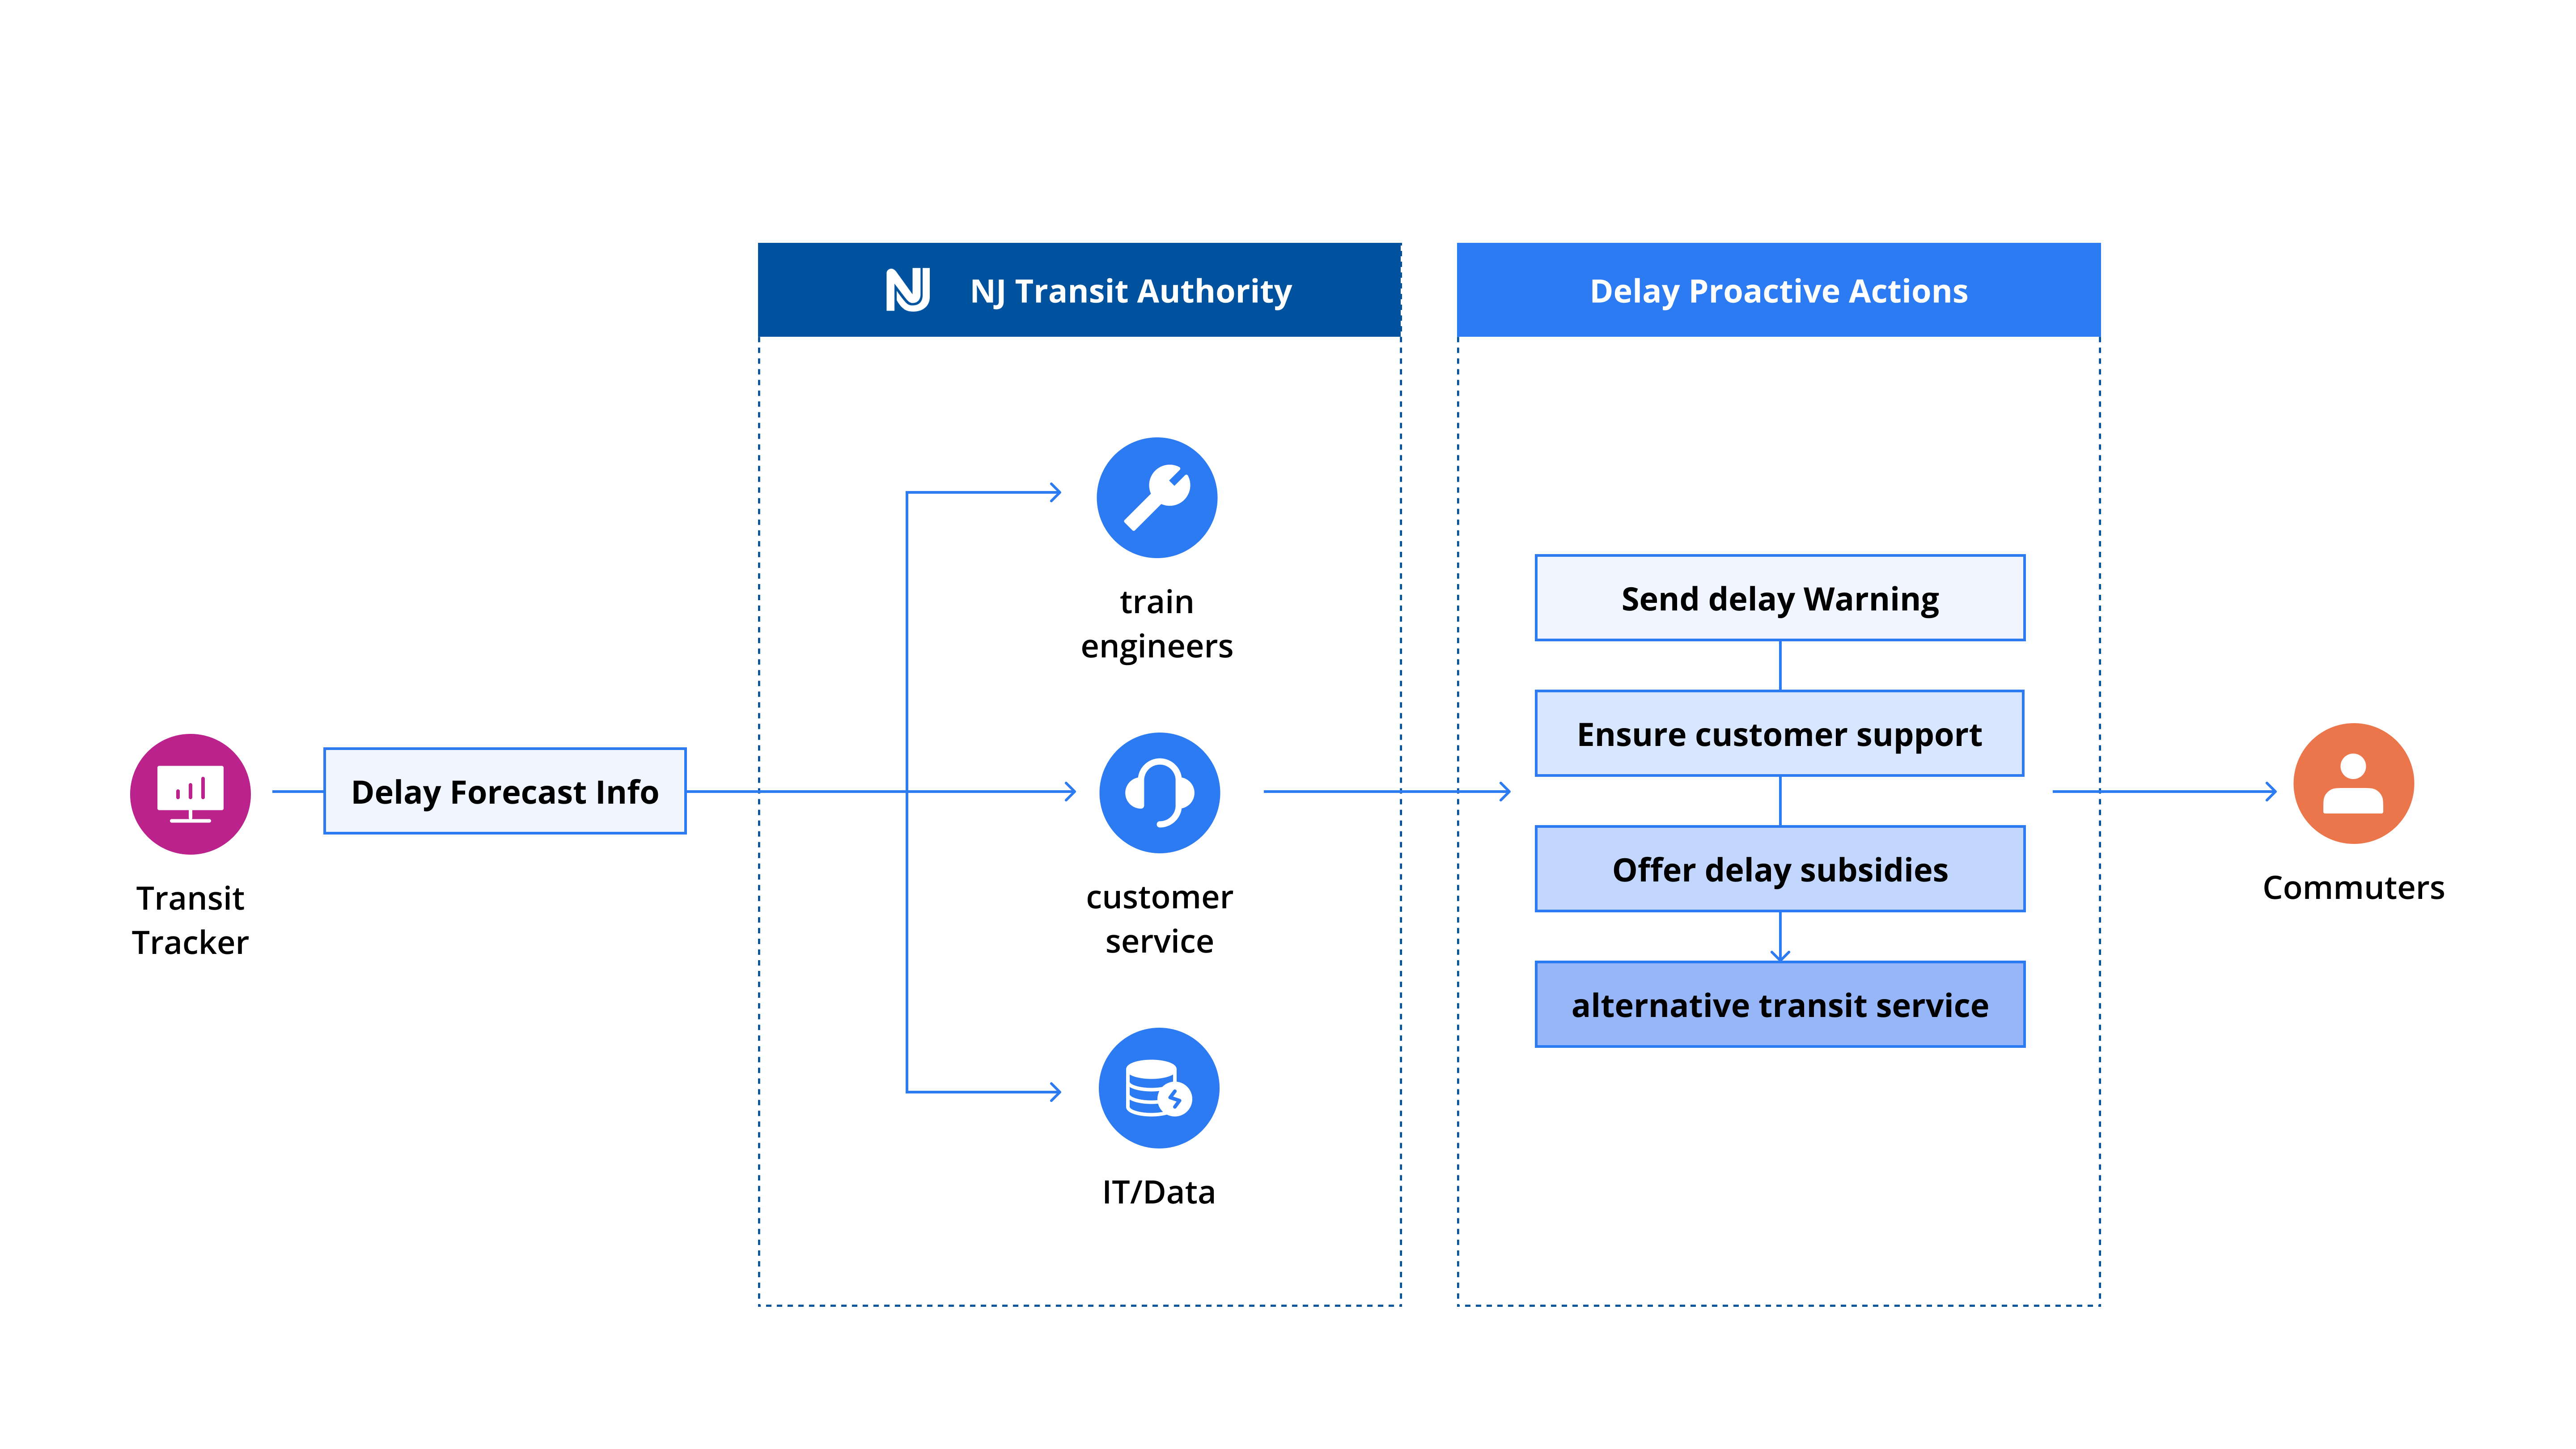 NJ Transit Authority
Delay Proactive Actions
train
engineers
Send delay Warning
Ensure customer support
Delay Forecast Info
Transit
Tracker
customer
service
Offer delay subsidies
alternative transit service
Commuters
IT/Data